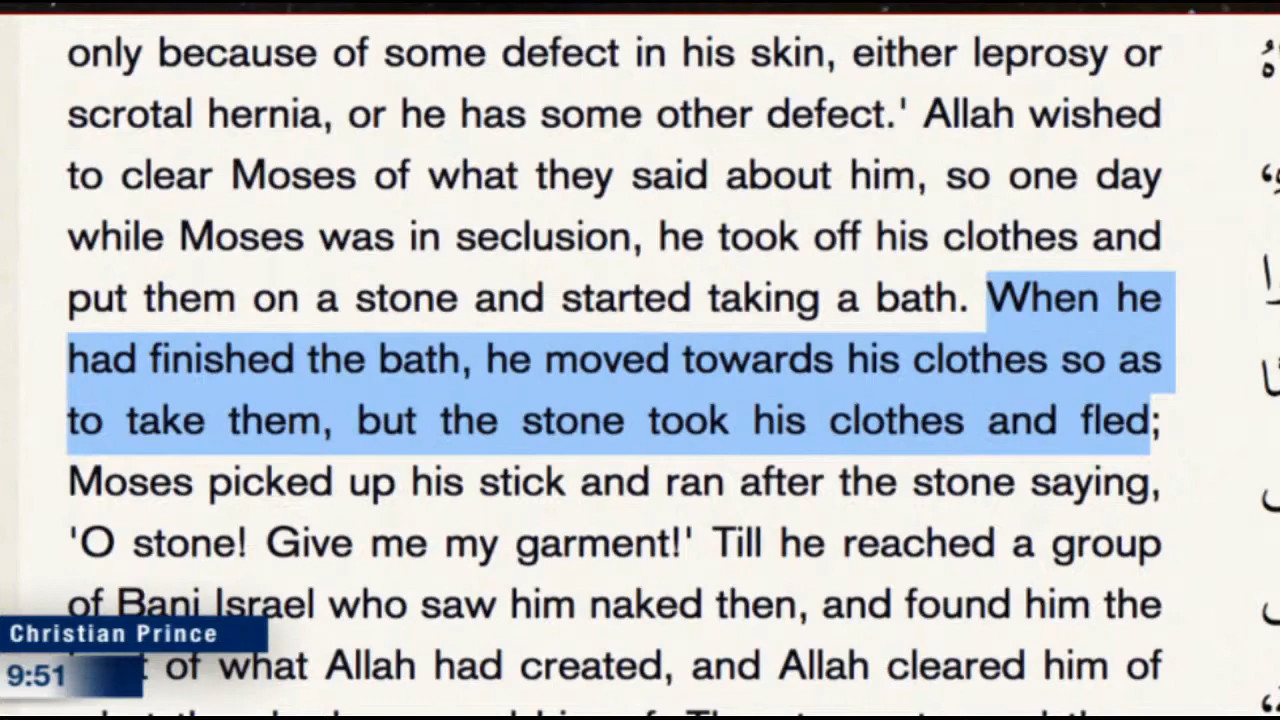 only because of some defect in his skin, either leprosy or
scrotal hernia, or he has some other defect.' Allah wished
to clear Moses of what they said about him, so one day
while Moses was in seclusion, he took off his clothes and
put them on a stone and started taking a bath. When he
had finished the bath, he moved towards his clothes so as
to take them, but the stone took his clothes and fled;
Moses picked up his stick and ran after the stone saying,
'O stone! Give me my garment!' Till he reached a group
of Bani Israel who saw him naked then, and found him the
of what Allah had created, and Allah cleared him of
Christian Prince
9:51